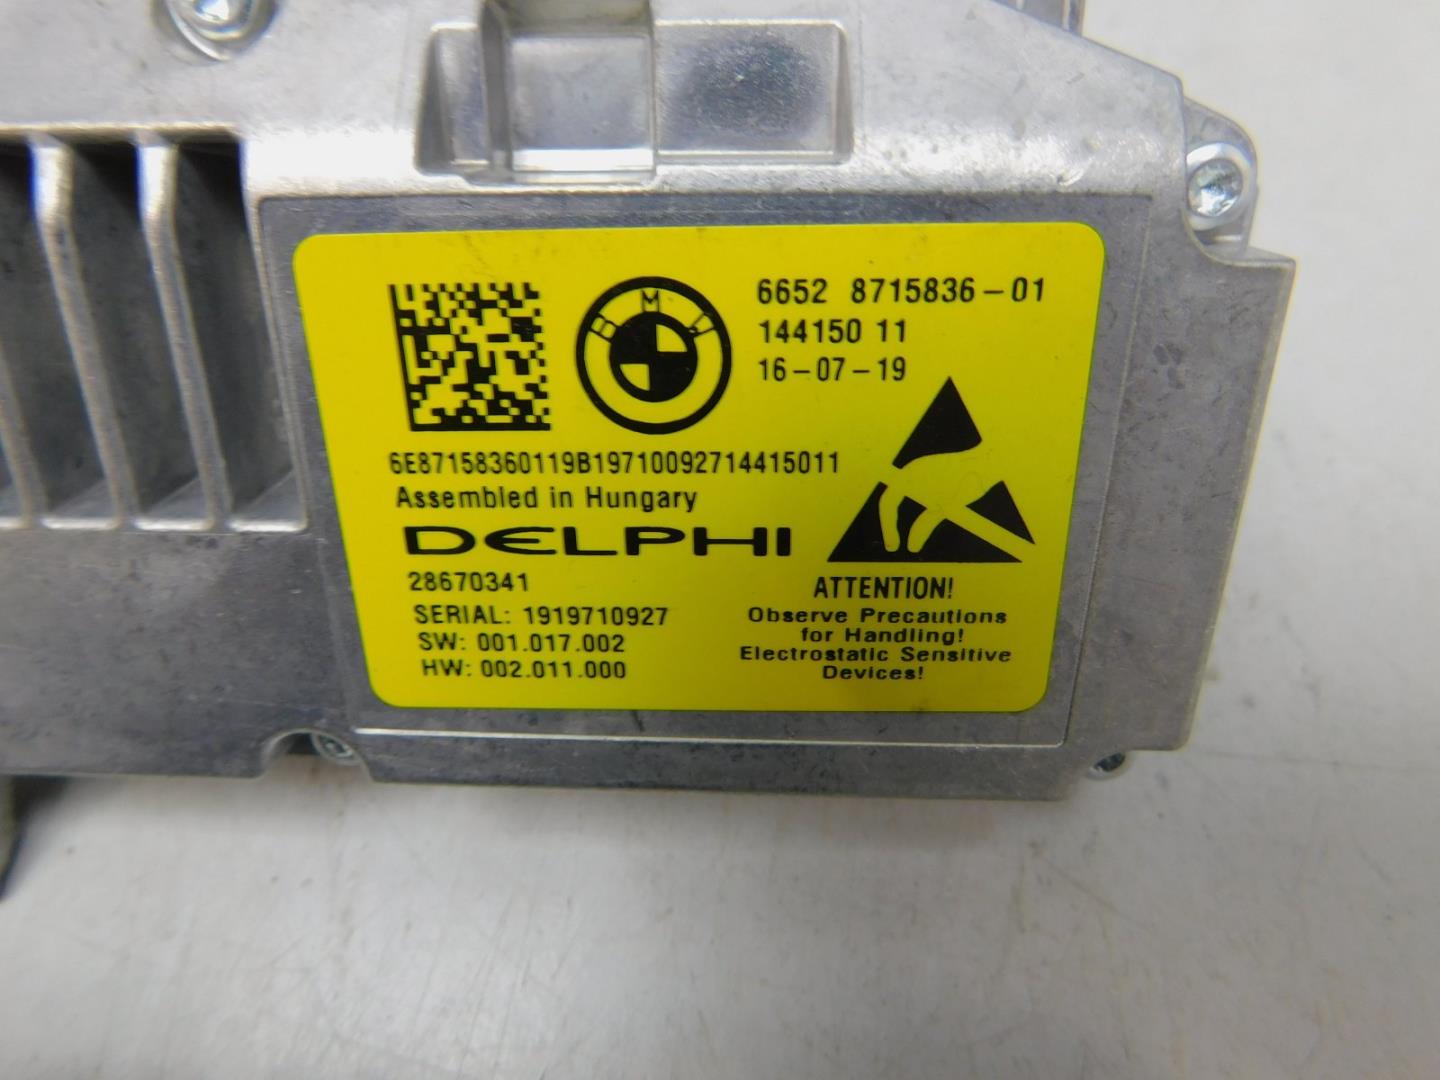 BMW
6652 8715836-01
144150 11
16-07-19
6E87158360119B19710092714415011
Assembled in Hungary
DELPHI
28670341
SERIAL: 1919710927
SW: 001.017.002
HW: 002.011.000
ATTENTION!
Observe Precautions
for Handling!
Electrostatic Sensitive
Devices!